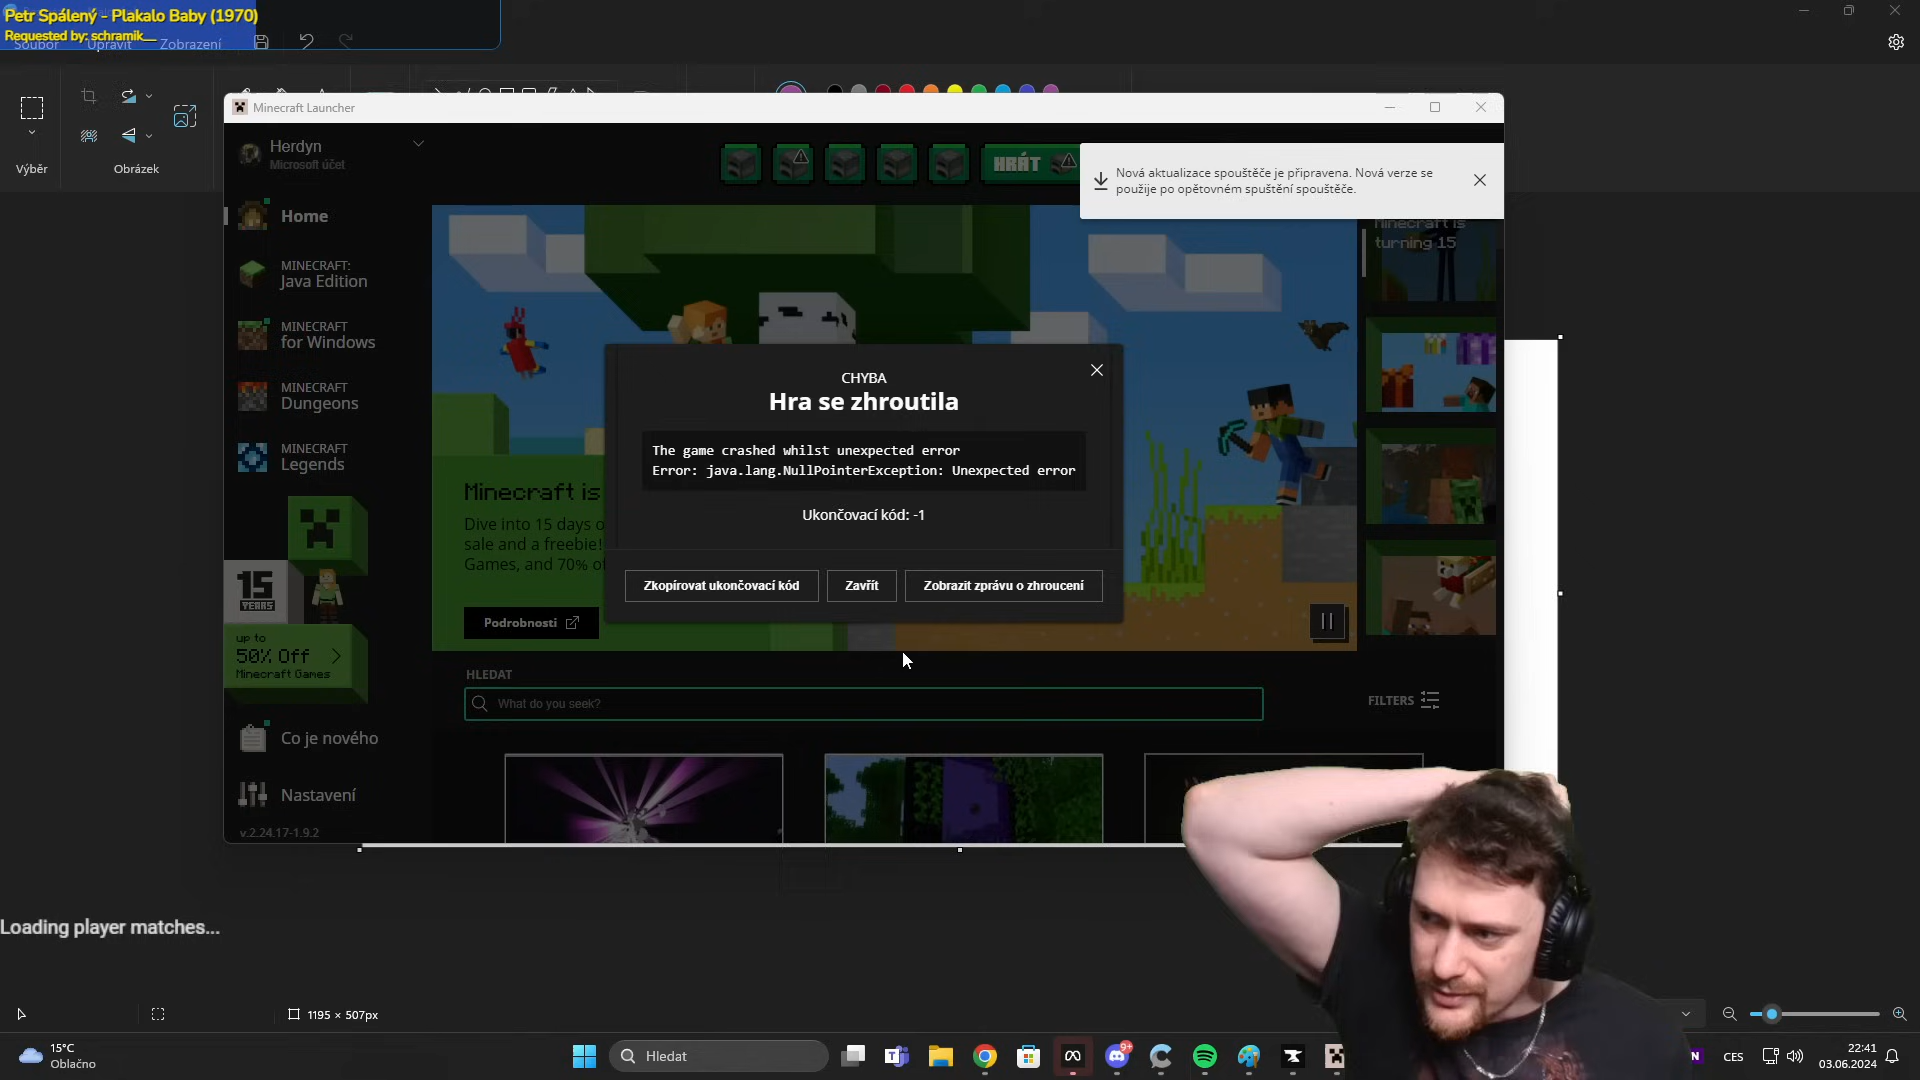 Petr Spálený - Plakalo Baby (1970)
Requested by: schramik__
Soubor
Upravit
Zobrazení
Výběr
Obrázek
Minecraft Launcher
Herdyn
Microsoft účet
HRÁT
Nová aktualizace spouštěče je připravena. Nová verze se
použije po opětovném spuštění spouštěče.
Home
MINECRAFT:
Java Edition
MINECRAFT
for Windows
MINECRAFT
Dungeons
MINECRAFT
Legends
15
YEARS
up to
50% Off
Minecraft Games
Co je nového
Nastavení
v.2.24.17-1.9.2
Minecraft is
turning 15
Minecraft is
Dive into 15 days o
sale and a freebie!
Games, and 70% of
Podrobnosti
CHYBA
Hra se zhroutila
The game crashed whilst unexpected error
Error: java.lang.NullPointerException: Unexpected error
Ukončovací kód: -1
Zkopírovat ukončovací kód
Zavřít
Zobrazit zprávu o zhroucení
HLEDAT
What do you seek?
FILTERS
Loading player matches...
1195 × 507px
15°C
Oblačno
Hledat
9+
N
CES
22:41
03.06.2024